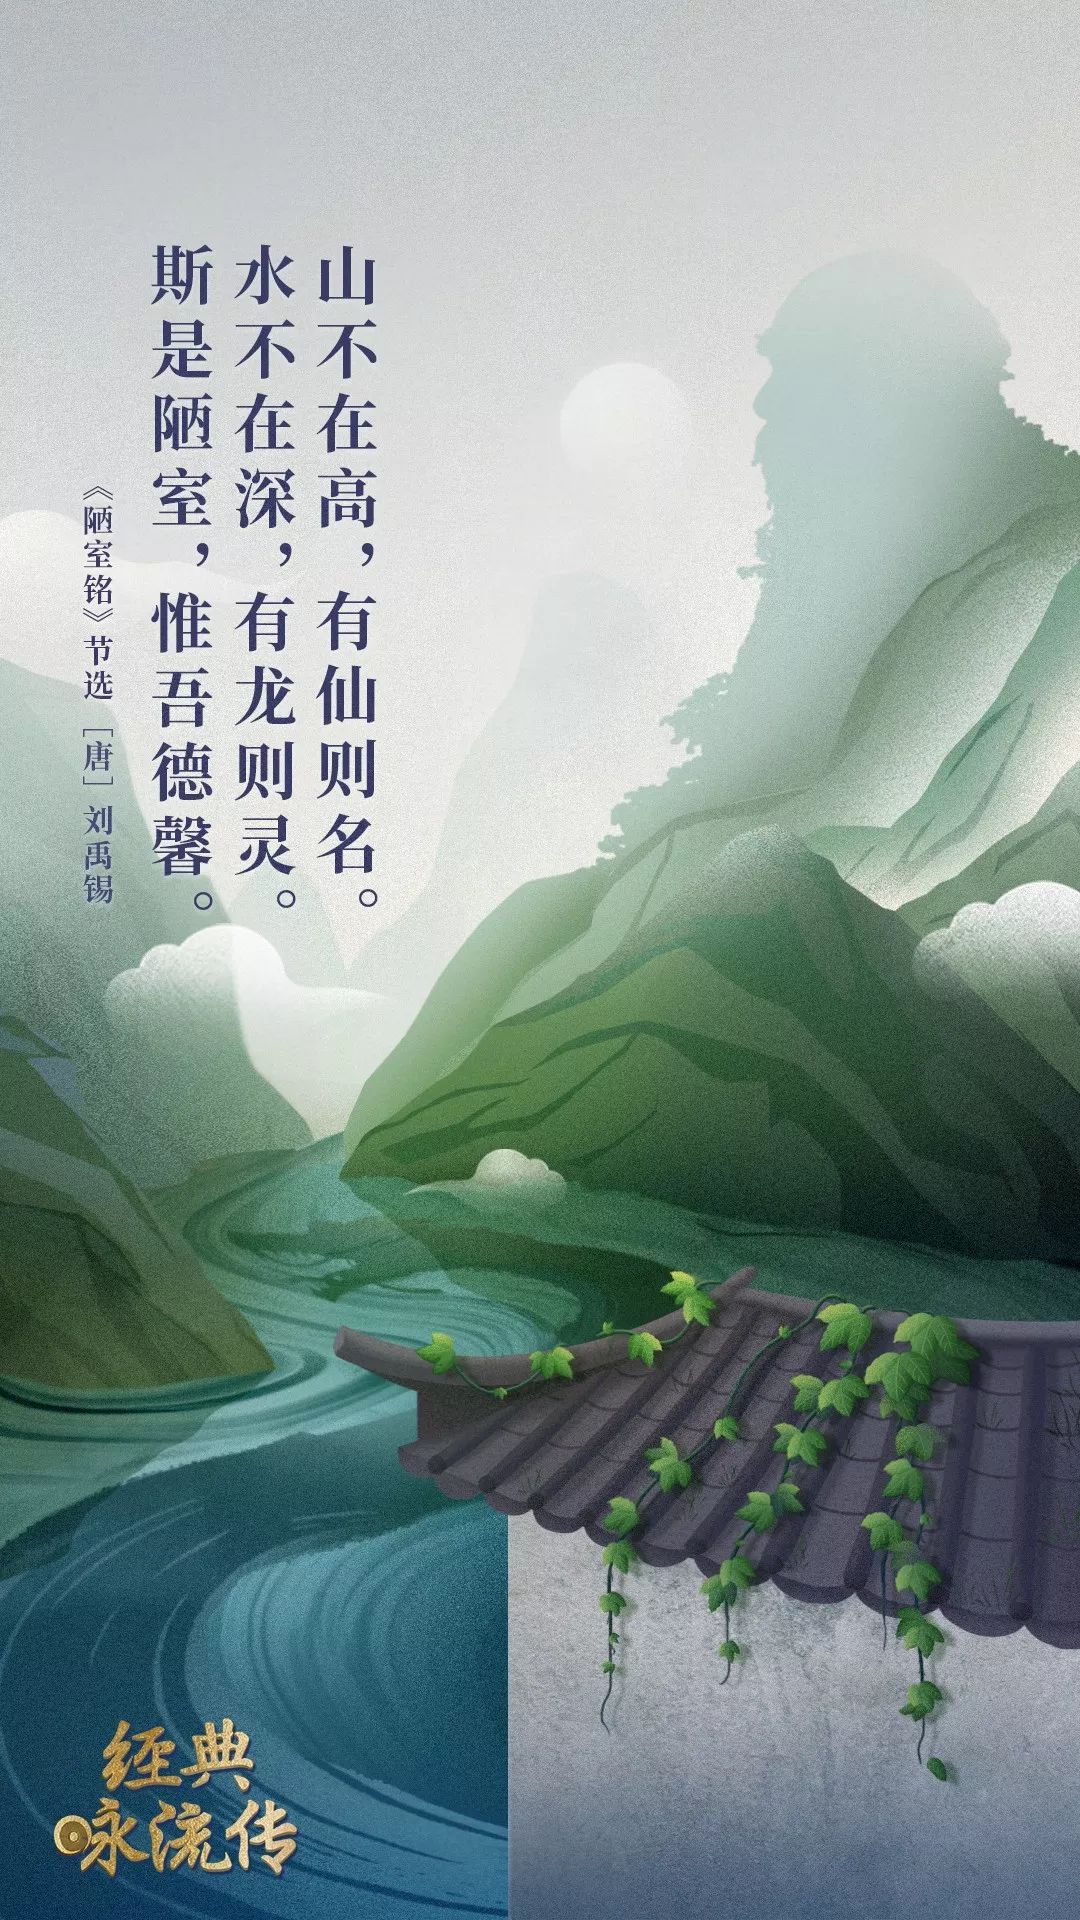 山不在高，有仙则名。
水不在深，有龙则灵。
斯是陋室，惟吾德馨。
《陋室铭》节选［唐］刘禹锡
经典
咏流传